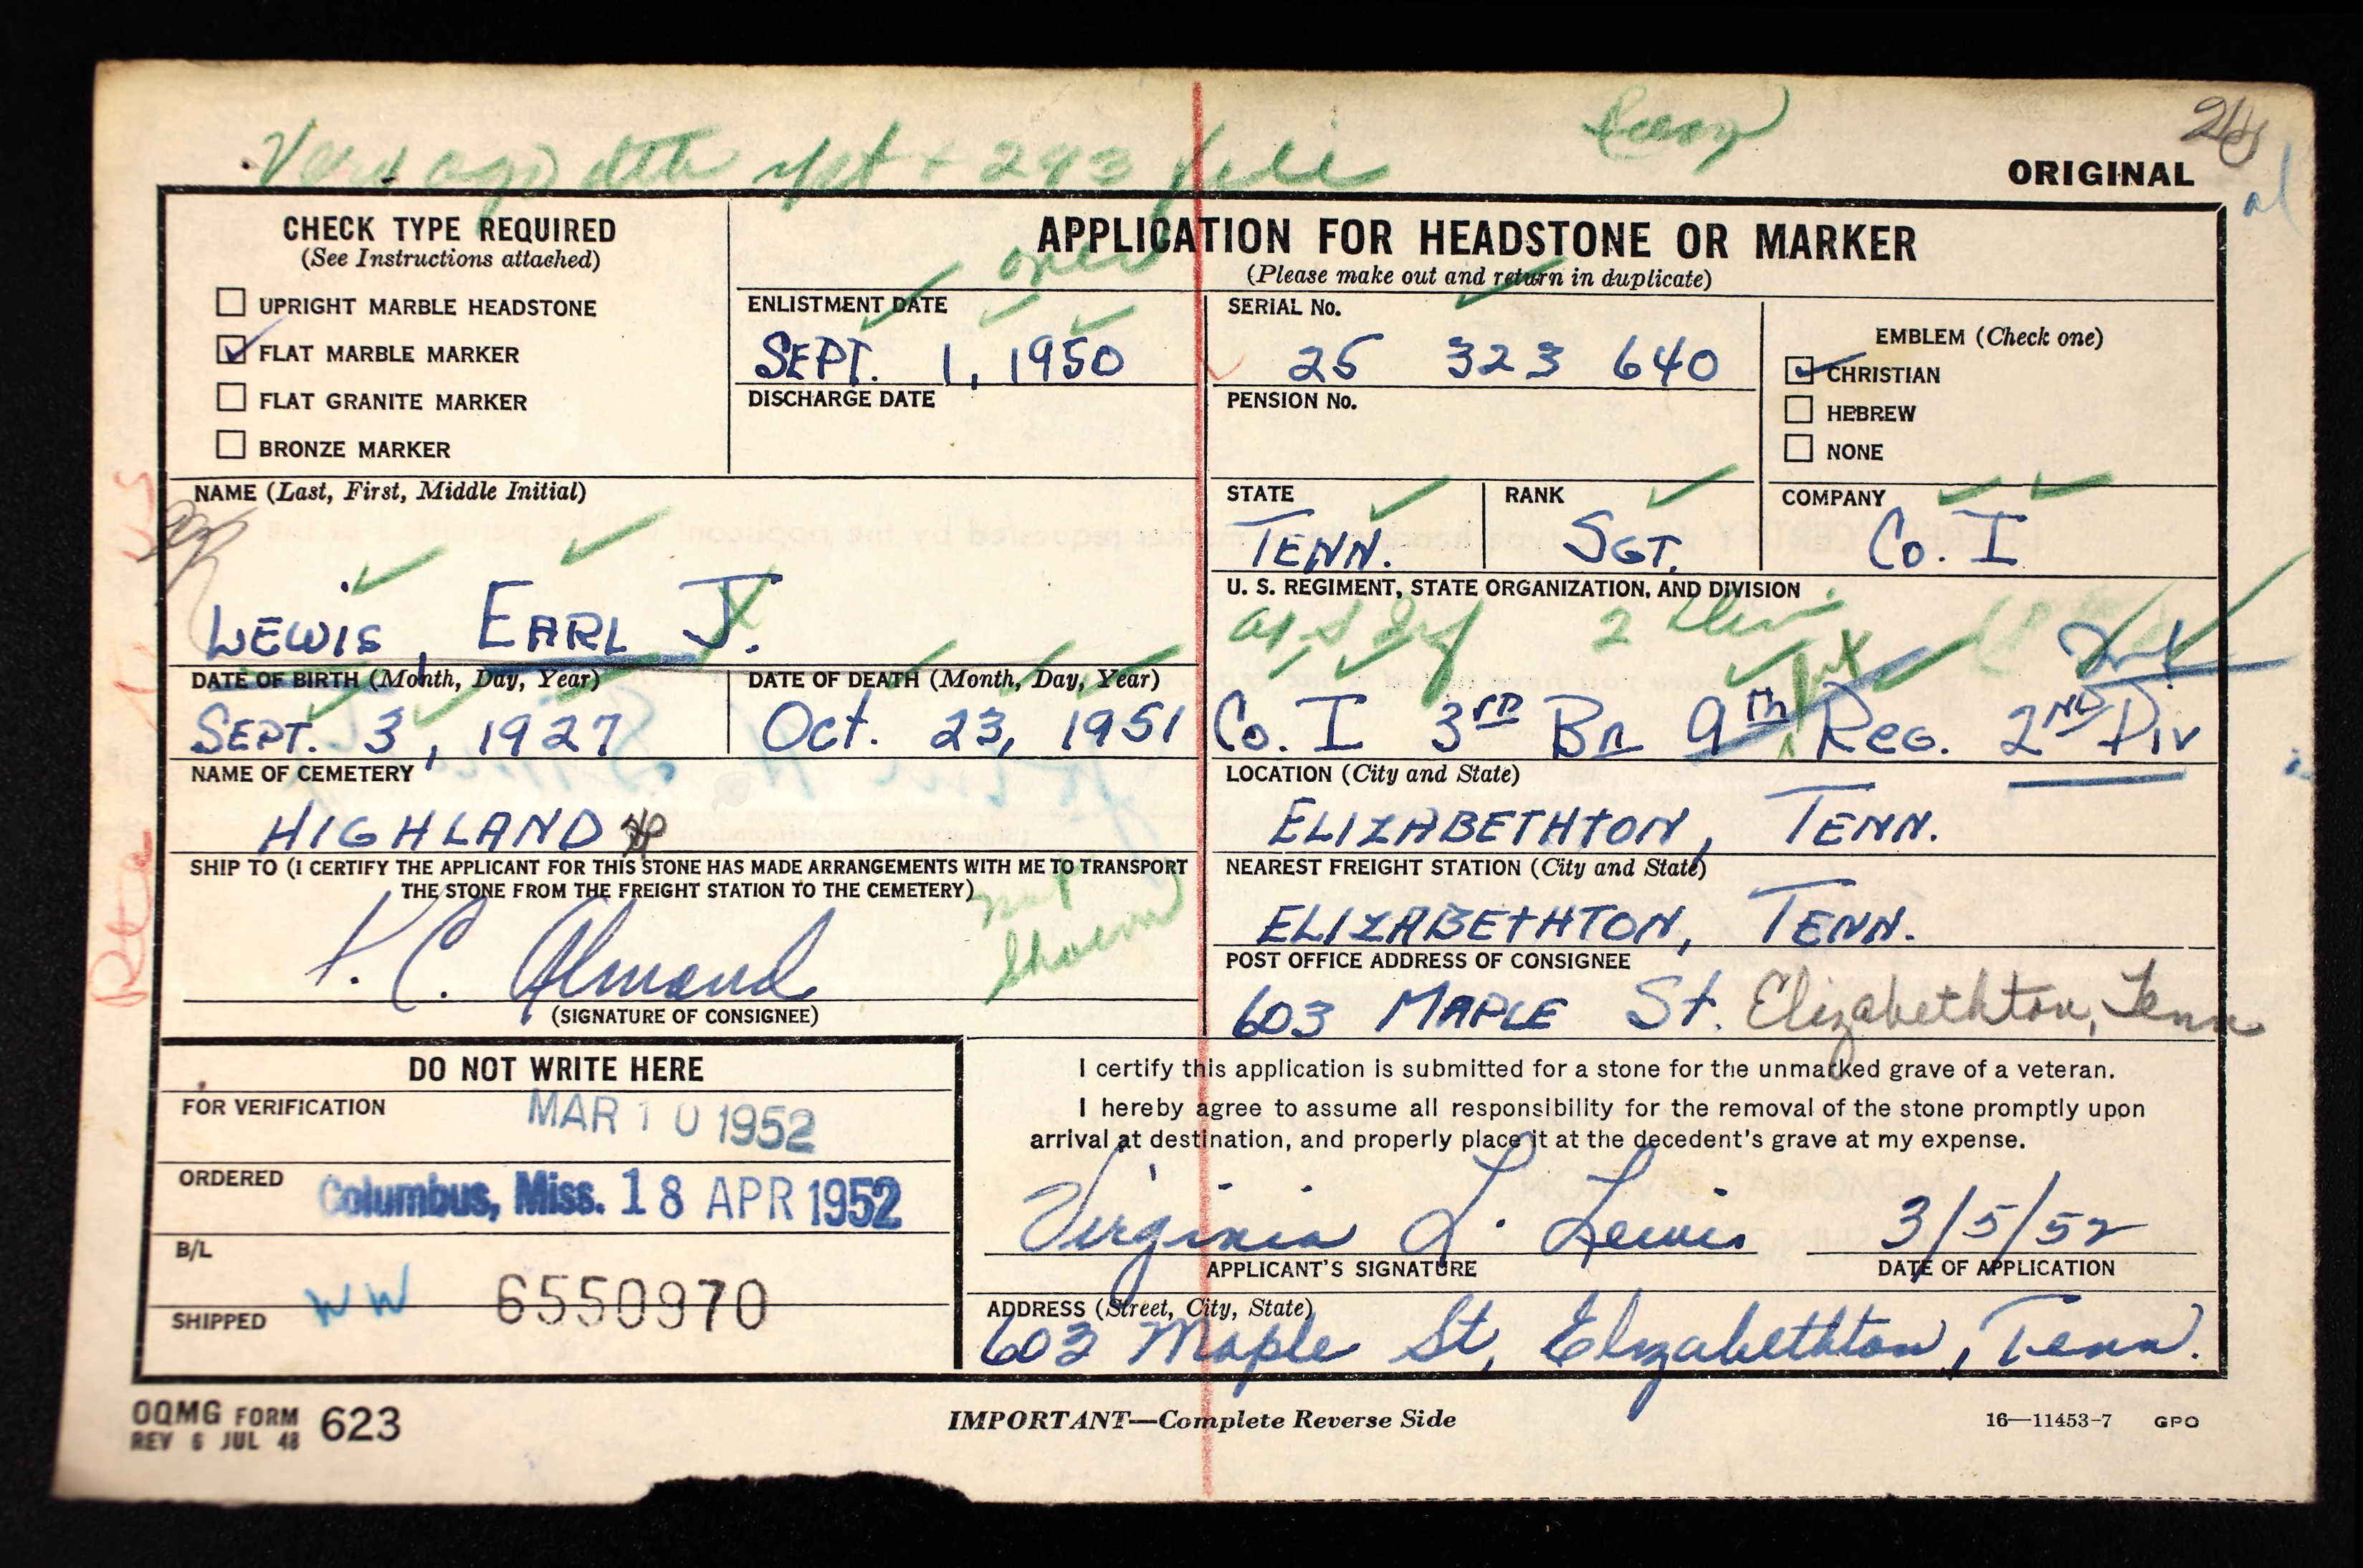 + 293 file
ORIGINAL
CHECK TYPE REQUIRED
(See Instructions attached)
UPRIGHT MARBLE HEADSTONE
FLAT MARBLE MARKER
FLAT GRANITE MARKER
BRONZE MARKER
APPLICATION FOR HEADSTONE OR MARKER
(Please make out and return in duplicate)
over
ENLISTMENT DATE
SEPT. 1, 1950
DISCHARGE DATE
SERIAL No.
25 323 640
PENSION No.
EMBLEM (Check one)
CHRISTIAN
HEBREW
NONE
NAME (Last, First, Middle Initial)
LEWIS, EARL J.
STATE
TENN.
RANK
SGT.
COMPANY
Co. I
U. S. REGIMENT, STATE ORGANIZATION, AND DIVISION
2 Div
Co. I 3RD Bn 9th Reg. 2ND Div
DATE OF BIRTH (Month, Day, Year)
SEPT. 3, 1927
DATE OF DEATH (Month, Day, Year)
Oct. 23, 1951
NAME OF CEMETERY
HIGHLAND
LOCATION (City and State)
ELIZABETHTON, TENN.
SHIP TO (I CERTIFY THE APPLICANT FOR THIS STONE HAS MADE ARRANGEMENTS WITH ME TO TRANSPORT
THE STONE FROM THE FREIGHT STATION TO THE CEMETERY)
not
shown
Almond
(SIGNATURE OF CONSIGNEE)
NEAREST FREIGHT STATION (City and State)
ELIZABETHTON, TENN.
POST OFFICE ADDRESS OF CONSIGNEE
603 MAPLE St. Elizabethton, Tenn
DO NOT WRITE HERE
FOR VERIFICATION
MAR 10 1952
ORDERED
Columbus, Miss. 18 APR 1952
B/L
WW 6550970
SHIPPED
I certify this application is submitted for a stone for the unmarked grave of a veteran.
I hereby agree to assume all responsibility for the removal of the stone promptly upon
arrival at destination, and properly place it at the decedent's grave at my expense.
Virginia L. Lewis 3/5/52
APPLICANT'S SIGNATURE
DATE OF APPLICATION
ADDRESS (Street, City, State)
603 Maple St, Elizabethton, Tenn.
OQMG FORM 623
REV 6 JUL 48
IMPORTANT—Complete Reverse Side
16—11453-7 GPO